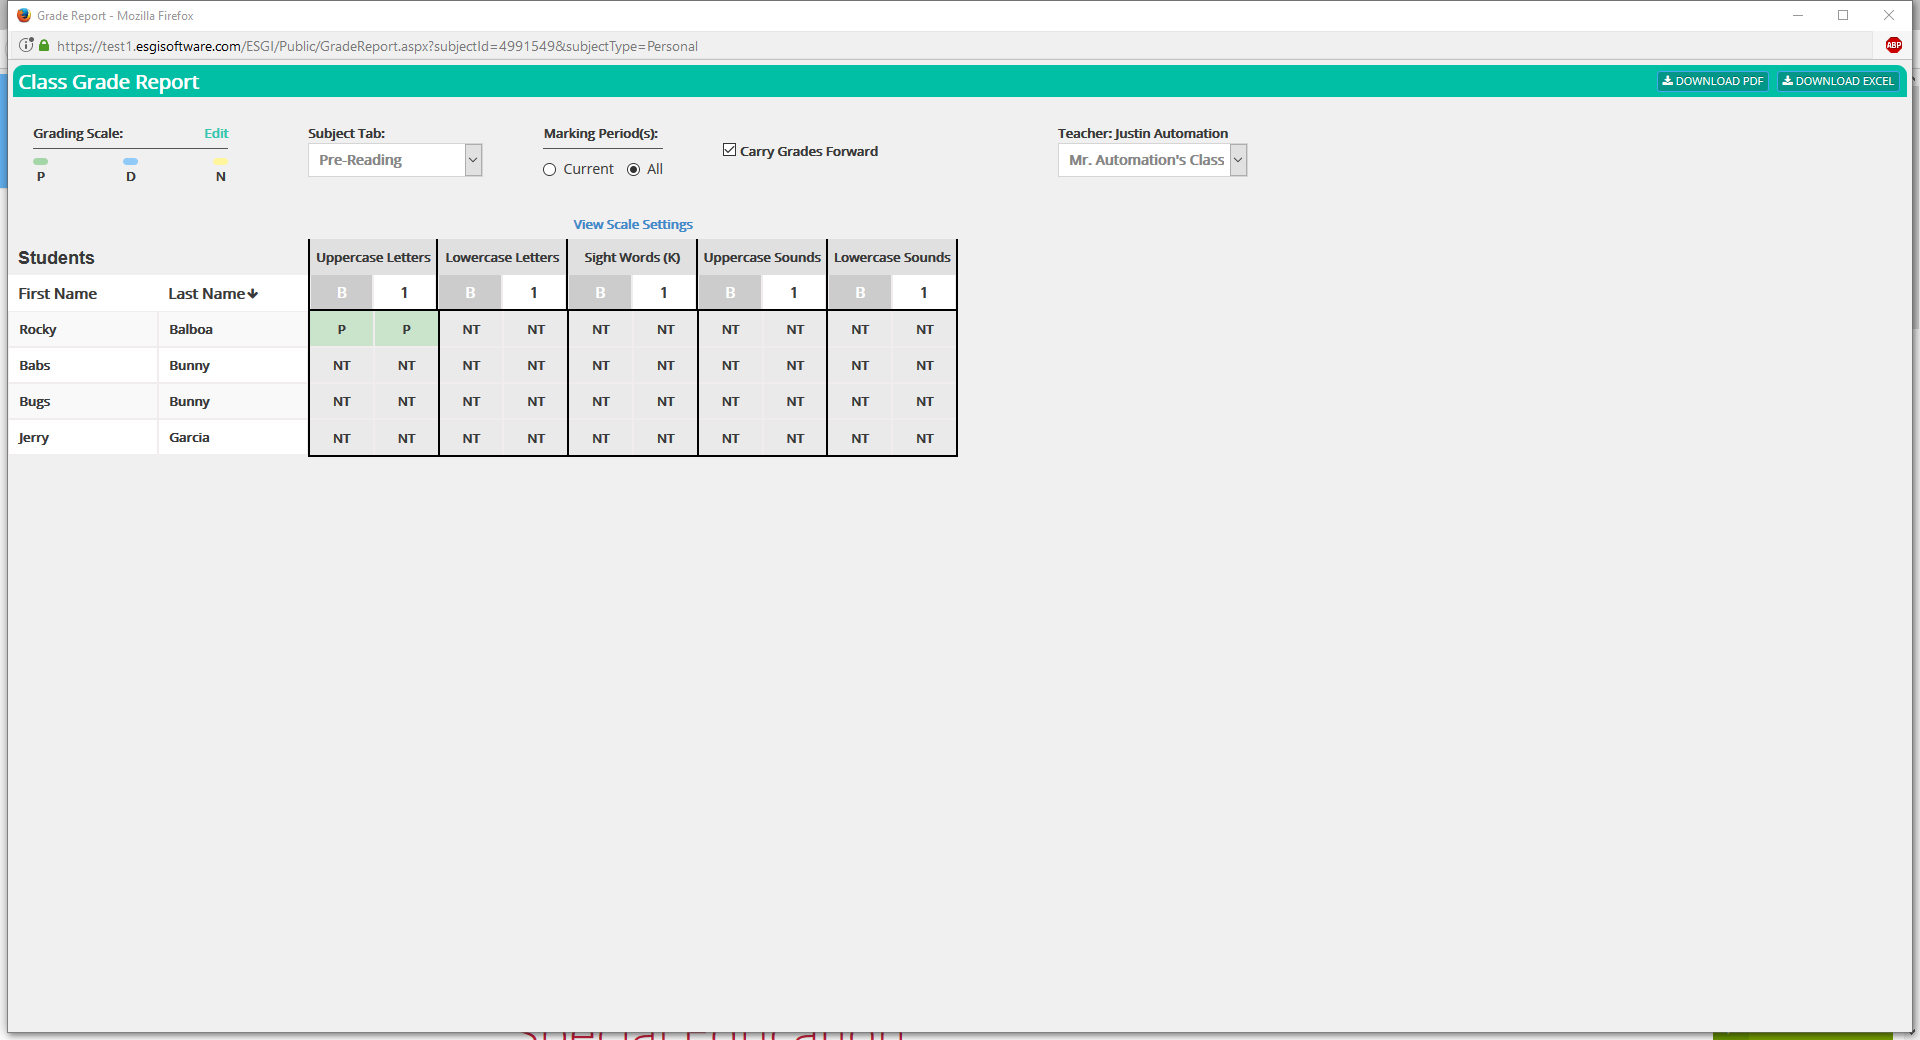 Grade Report - Mozilla Firefox
https://test1.esgisoftware.com/ESGI/Public/GradeReport.aspx?subjectId=4991549&subjectType=Personal
ABP
Class Grade Report
DOWNLOAD PDF DOWNLOAD EXCEL
Grading Scale: Edit
P D N
Subject Tab:
Pre-Reading
Marking Period(s):
Current All
Carry Grades Forward
Teacher: Justin Automation
Mr. Automation's Class
View Scale Settings
Students Uppercase Letters Lowercase Letters Sight Words (K) Uppercase Sounds Lowercase Sounds
First Name Last Name B 1 B 1 B 1 B 1 B 1
Rocky Balboa P P NT NT NT NT NT NT NT NT
Babs Bunny NT NT NT NT NT NT NT NT NT NT
Bugs Bunny NT NT NT NT NT NT NT NT NT NT
Jerry Garcia NT NT NT NT NT NT NT NT NT NT
Special Education